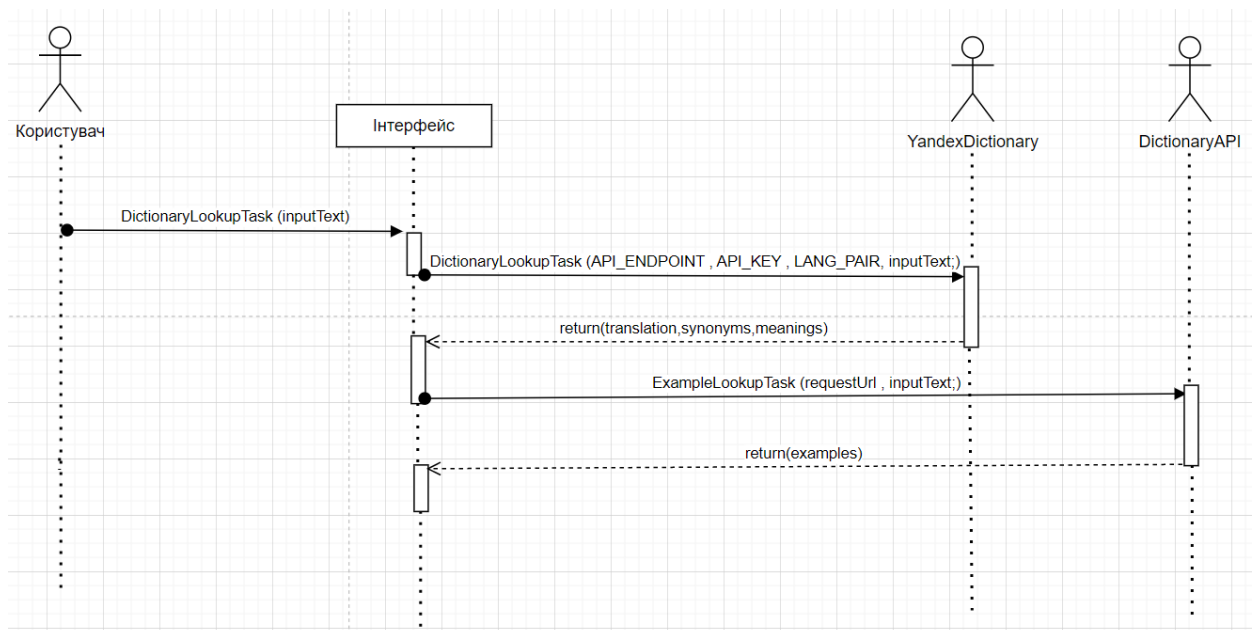 Користувач
Інтерфейс
YandexDictionary
DictionaryAPI
DictionaryLookupTask (inputText)
DictionaryLookupTask (API_ENDPOINT , API_KEY , LANG_PAIR, inputText;)
return(translation,synonyms,meanings)
ExampleLookupTask (requestUrl , inputText;)
return(examples)